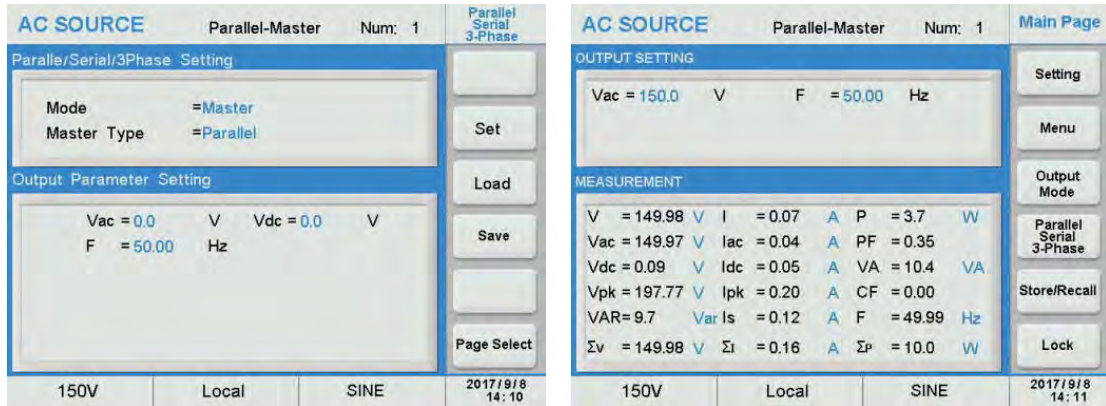 AC SOURCE Parallel-Master Num: 1
Parallel
Serial
3-Phase
Paralle/Serial/3Phase Setting
Mode =Master
Master Type =Parallel
Set
Output Parameter Setting
Load
Vac = 0.0 V Vdc = 0.0 V
F = 50.00 Hz
Save
Page Select
150V Local SINE 2017/9/8
14:10
AC SOURCE Parallel-Master Num: 1
Main Page
OUTPUT SETTING
Vac = 150.0 V F = 50.00 Hz
Setting
Menu
Output
Mode
Parallel
Serial
3-Phase
Store/Recall
Lock
MEASUREMENT
V = 149.98 V I = 0.07 A P = 3.7 W
Vac = 149.97 V Iac = 0.04 A PF = 0.35
Vdc = 0.09 V Idc = 0.05 A VA = 10.4 VA
Vpk = 197.77 V Ipk = 0.20 A CF = 0.00
VAR= 9.7 Var Is = 0.12 A F = 49.99 Hz
Σv = 149.98 V ΣI = 0.16 A ΣP = 10.0 W
150V Local SINE 2017/9/8
14:11